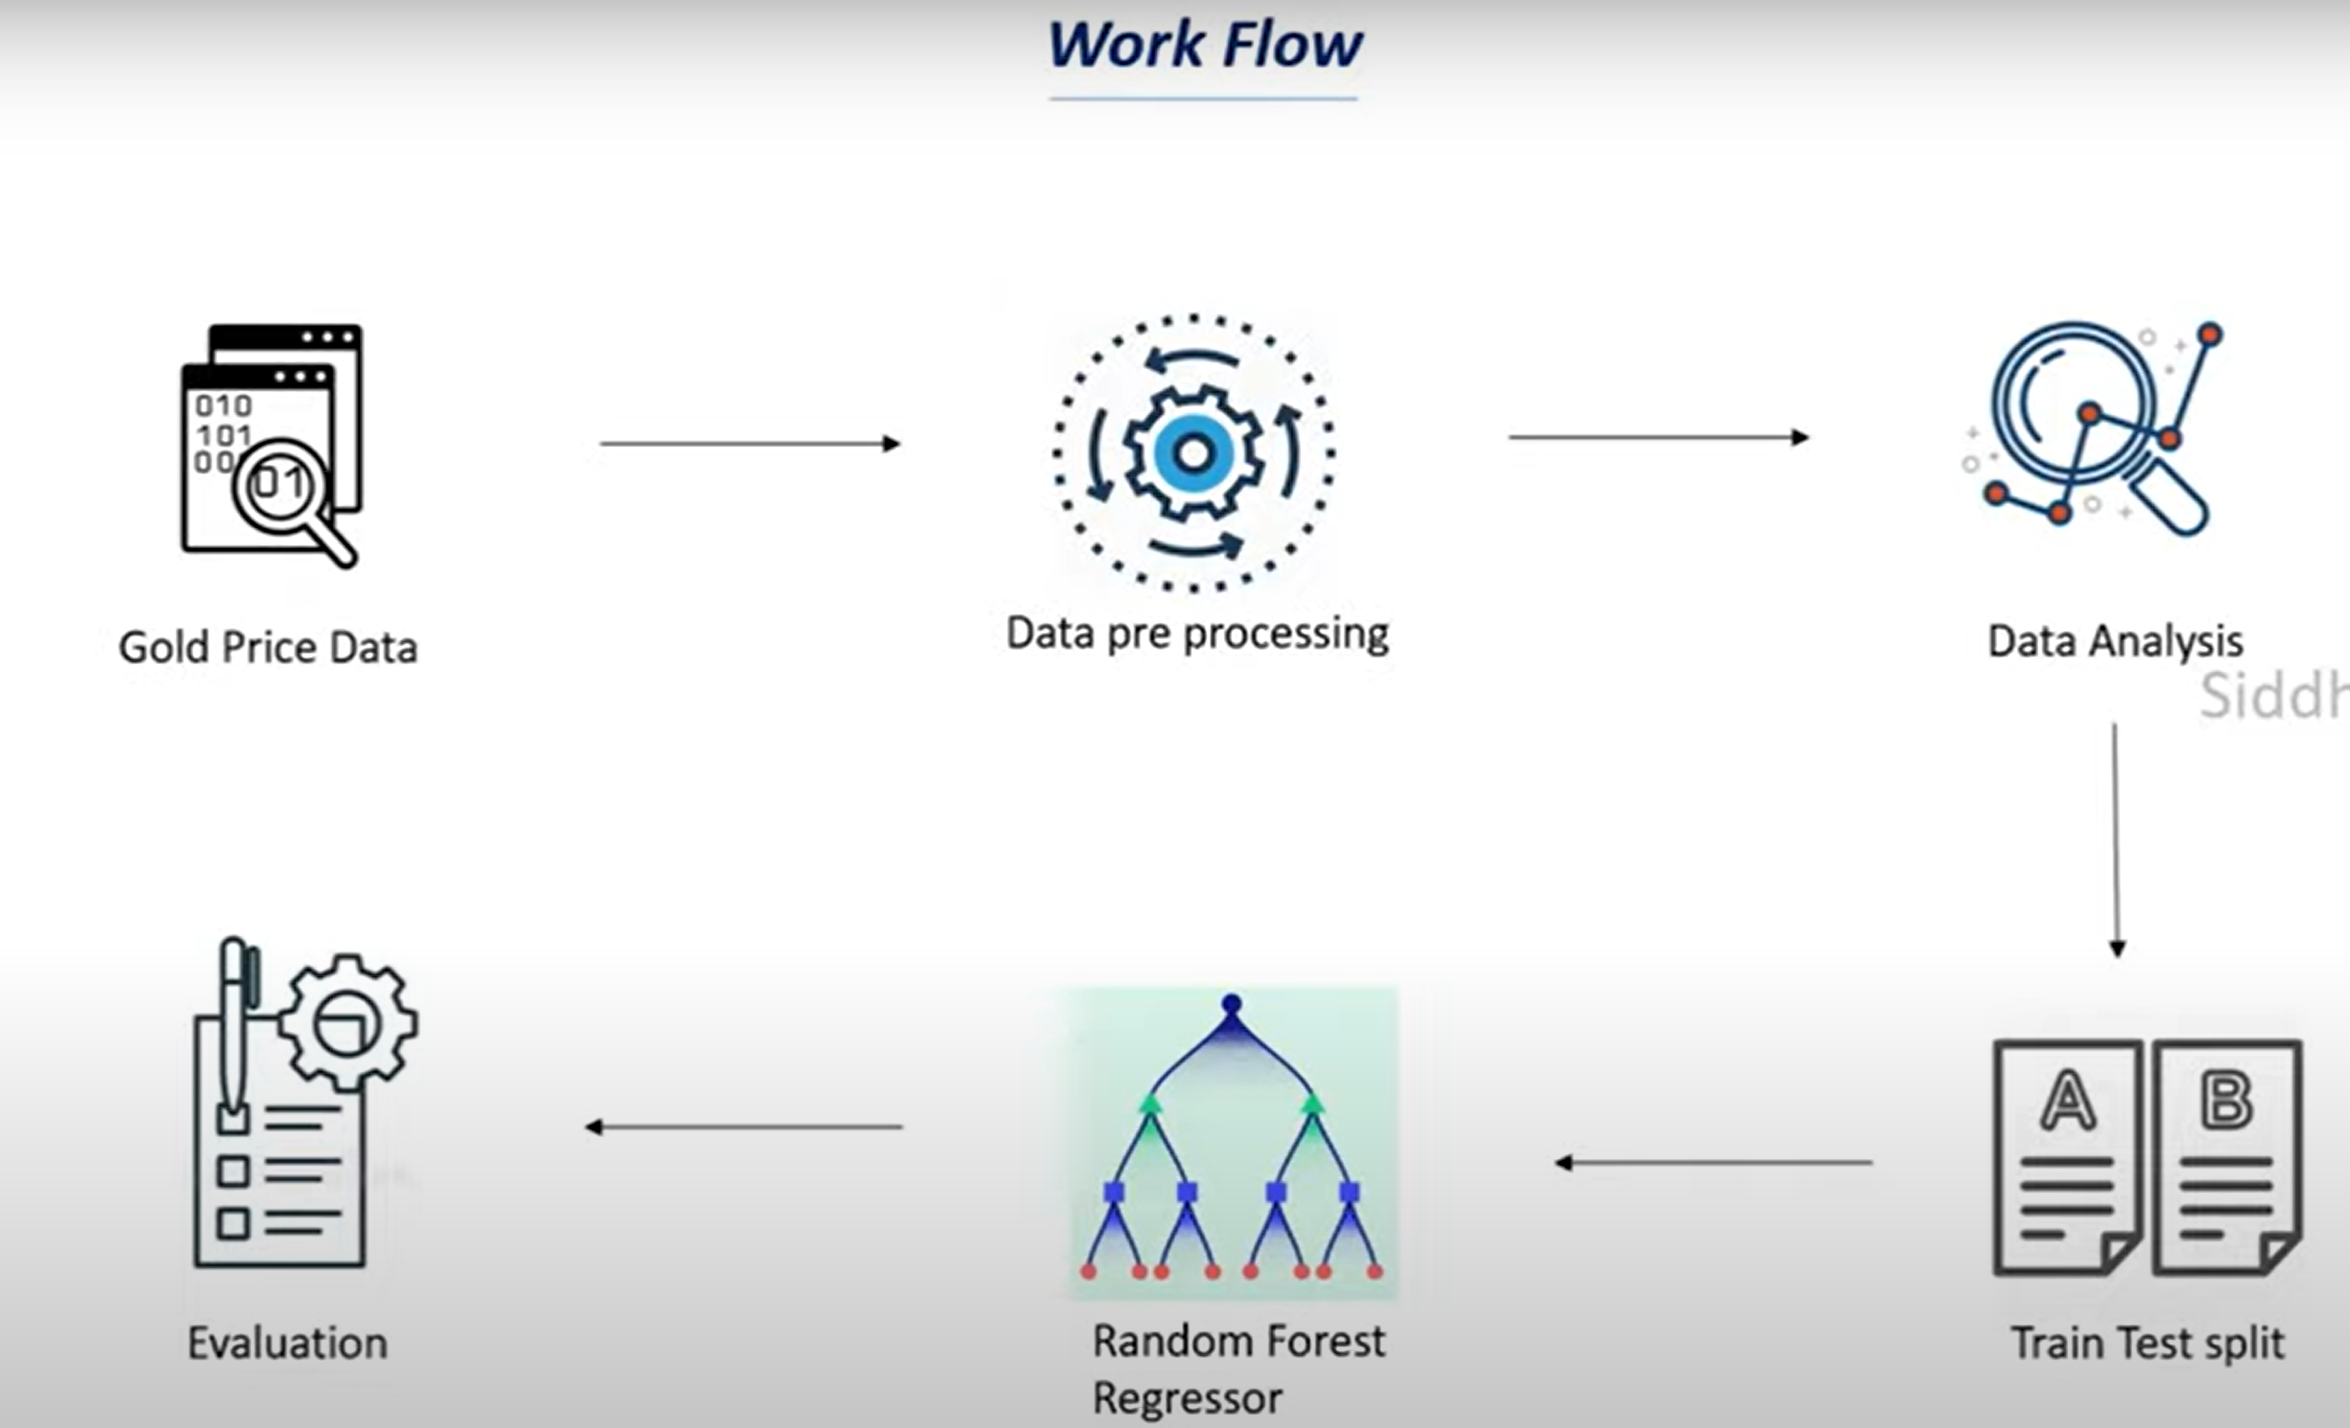 Work Flow
010
101
00
01
Gold Price Data
Data pre processing
Data Analysis
A
B
Evaluation
Random Forest
Regressor
Train Test split